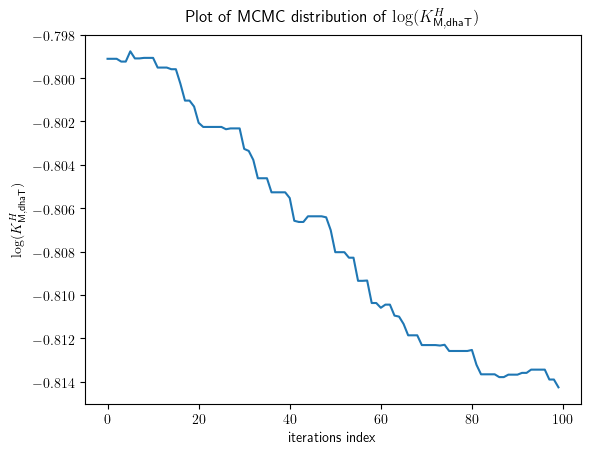 Plot of MCMC distribution of log(K^H_M,dhaT)
−0.798
−0.800
−0.802
−0.804
−0.806
−0.808
−0.810
−0.812
−0.814
log(K^H_M,dhaT)
0 20 40 60 80 100
iterations index